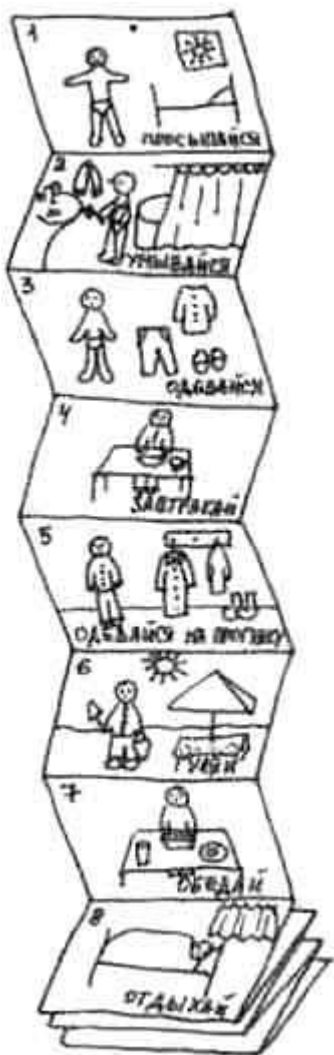 1
ПРОСЫПАЙСЯ
2
УМЫВАЙСЯ
3
ОДЕВАЙСЯ
4
ЗАВТРАКАЙ
5
ОДЕВАЙСЯ НА ПРОГУЛКУ
6
ГУЛЯЙ
7
ОБЕДАЙ
8
ОТДЫХАЙ